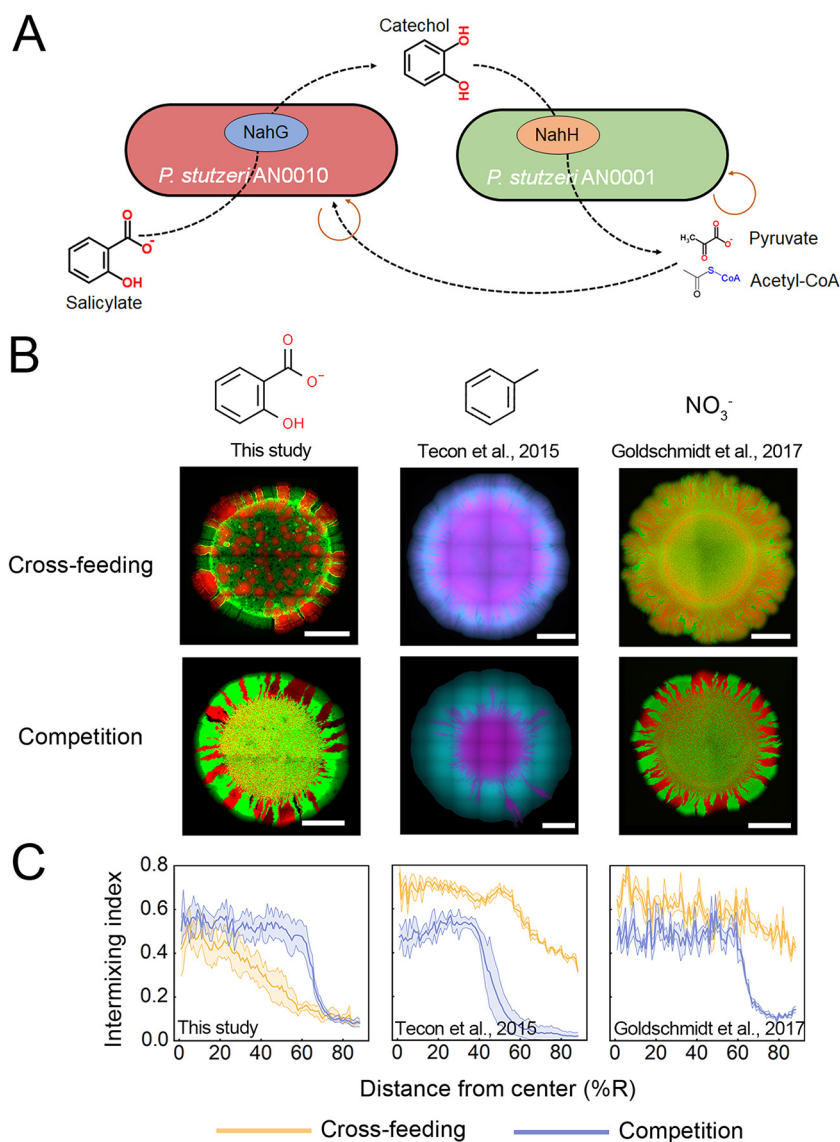 A
Catechol
OH
OH
NahG
NahH
P. stutzeri AN0010
P. stutzeri AN0001
O
O⁻
OH
Salicylate
H₃C
O
O⁻
O
Pyruvate
S
CoA
O
Acetyl-CoA
B
O
O⁻
OH
NO₃⁻
This study
Tecon et al., 2015
Goldschmidt et al., 2017
Cross-feeding
Competition
C
Intermixing index
0.8
0.6
0.4
0.2
0.0
This study
Tecon et al., 2015
Goldschmidt et al., 2017
0 20 40 60 80
0 20 40 60 80
0 20 40 60 80
Distance from center (%R)
Cross-feeding
Competition